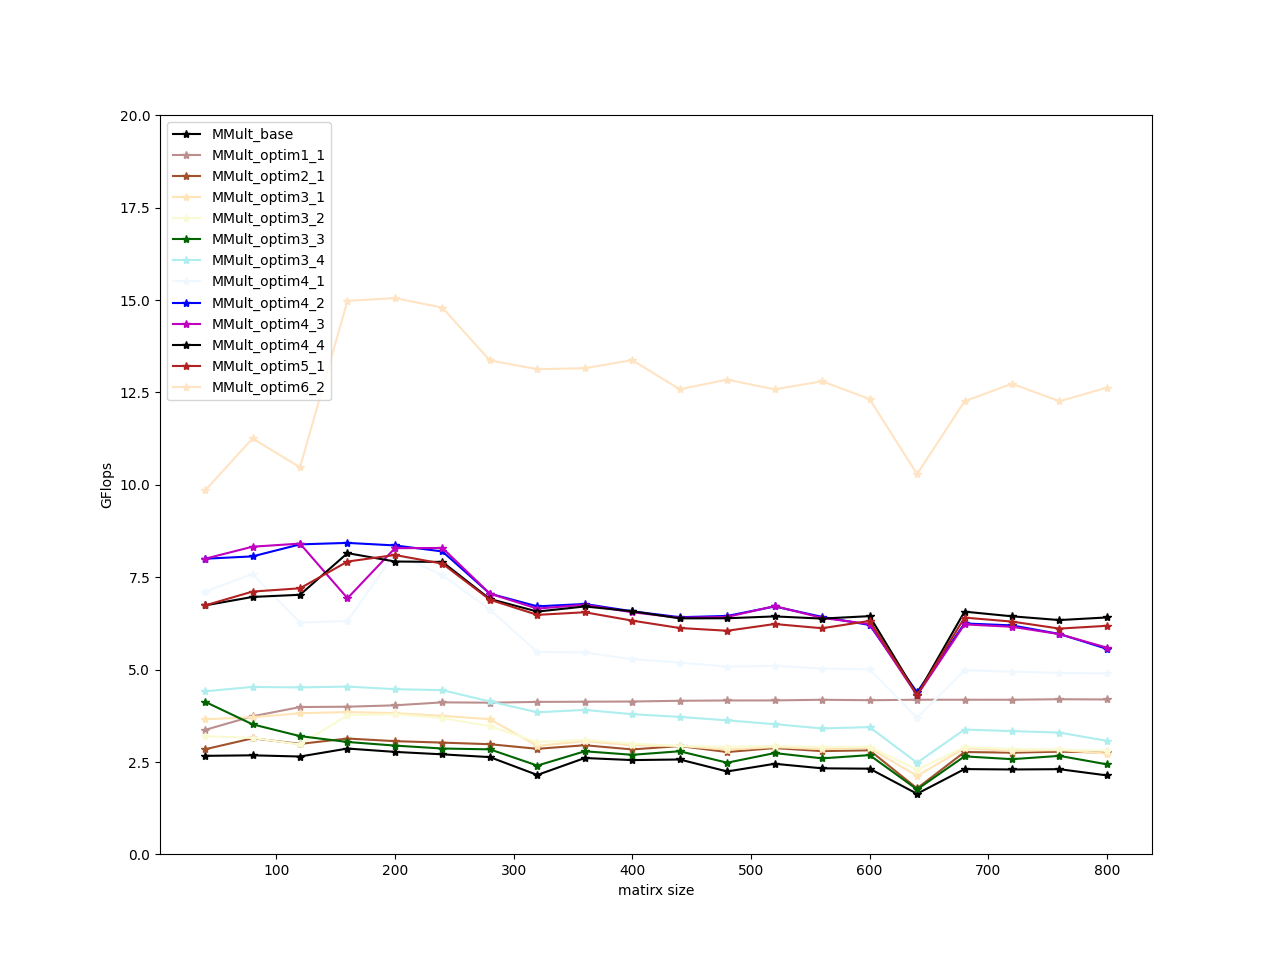 20.0
17.5
15.0
12.5
10.0
7.5
5.0
2.5
0.0
GFlops
MMult_base
MMult_optim1_1
MMult_optim2_1
MMult_optim3_1
MMult_optim3_2
MMult_optim3_3
MMult_optim3_4
MMult_optim4_1
MMult_optim4_2
MMult_optim4_3
MMult_optim4_4
MMult_optim5_1
MMult_optim6_2
100 200 300 400 500 600 700 800
matirx size